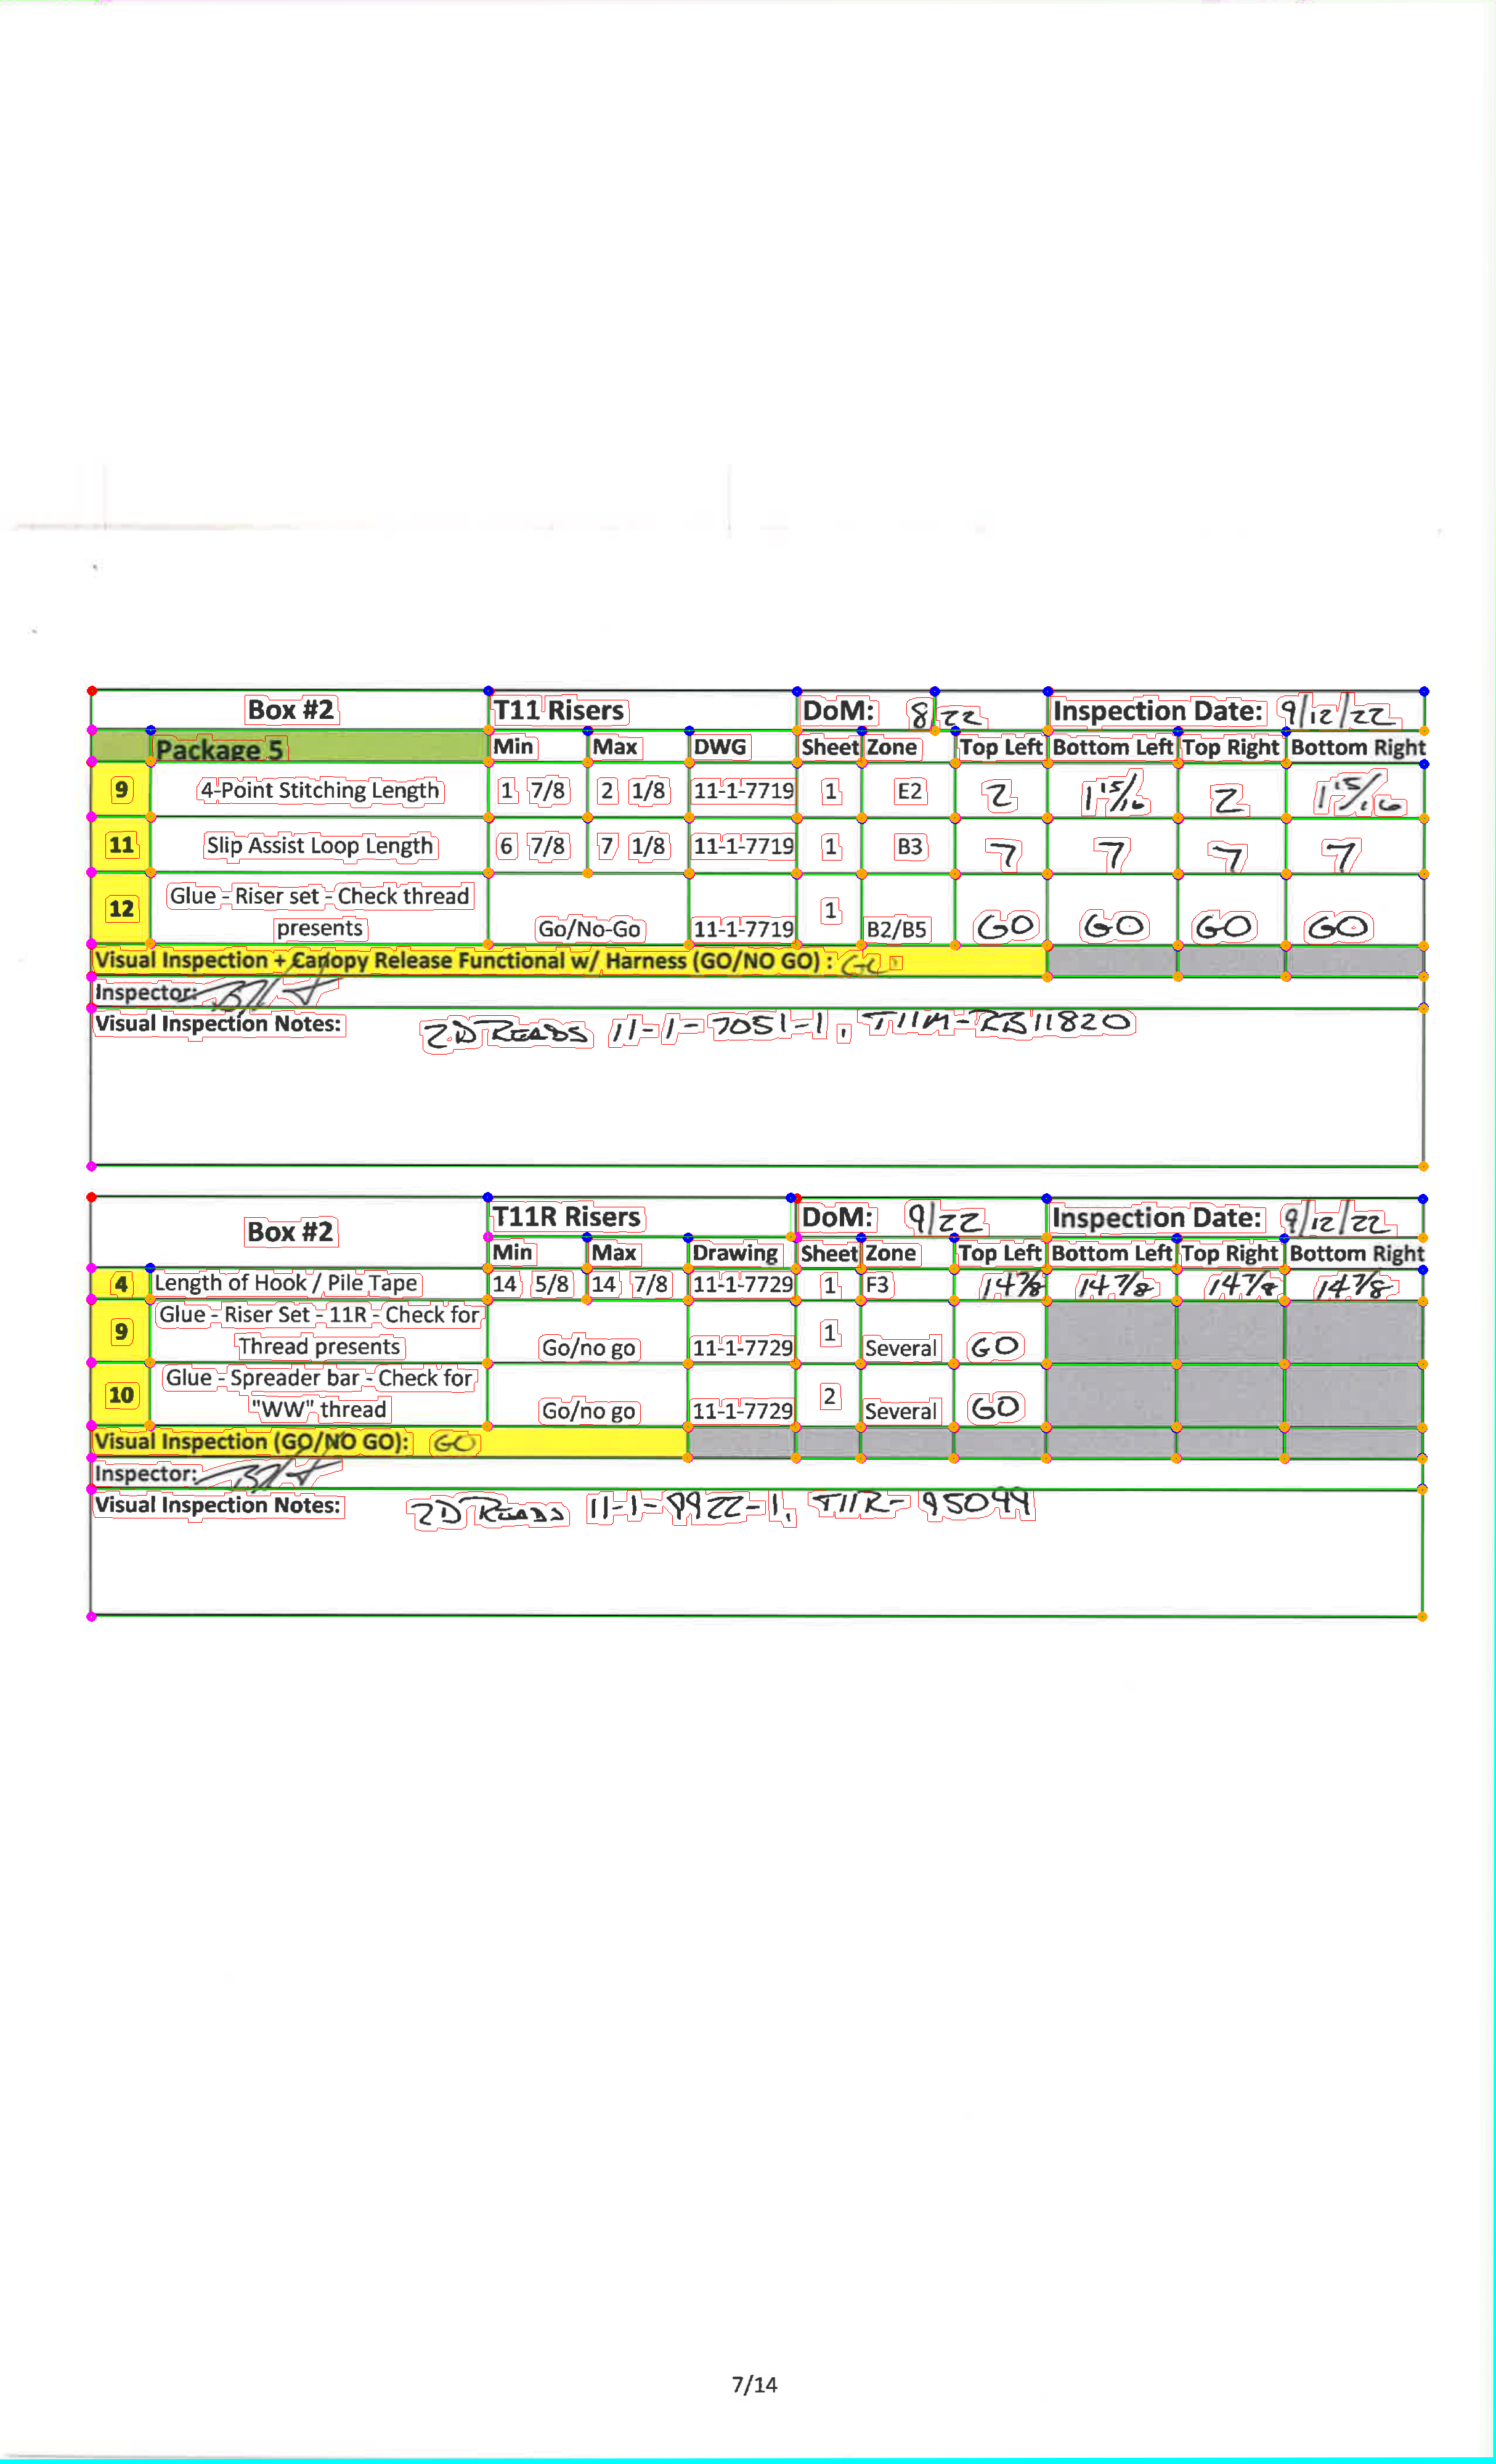 Box #2 T11 Risers DoM: 8/22 Inspection Date: 9/12/22
Package 5 Min Max DWG Sheet Zone Top Left Bottom Left Top Right Bottom Right
9 4-Point Stitching Length 1 7/8 2 1/8 11-1-7719 1 E2 2 1 15/16 2 1 15/16
11 Slip Assist Loop Length 6 7/8 7 1/8 11-1-7719 1 B3 7 7 7 7
12 Glue - Riser set - Check thread
presents Go/No-Go 11-1-7719 1 B2/B5 GO GO GO GO
Visual Inspection + Canopy Release Functional w/ Harness (GO/NO GO) : GO
Inspector:
Visual Inspection Notes: 2D READS 11-1-7051-1, T11M-RB11820
Box #2 T11R Risers DoM: 9/22 Inspection Date: 9/12/22
Min Max Drawing Sheet Zone Top Left Bottom Left Top Right Bottom Right
4 Length of Hook / Pile Tape 14 5/8 14 7/8 11-1-7729 1 F3 14 7/8 14 7/8 14 7/8 14 7/8
9 Glue - Riser Set - 11R - Check for
Thread presents Go/no go 11-1-7729 1 Several GO
10 Glue - Spreader bar - Check for
"WW" thread Go/no go 11-1-7729 2 Several GO
Visual Inspection (GO/NO GO): GO
Inspector:
Visual Inspection Notes: 2D READS 11-1-9922-1, T11R-95099
7/14